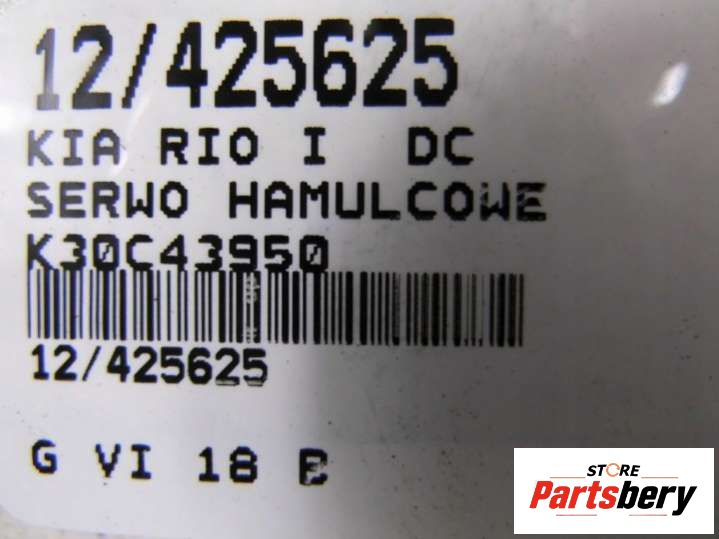 12/425625
KIA RIO I DC
SERWO HAMULCOWE
K30C43950
12/425625
G VI 18 B
STORE
Partsbery